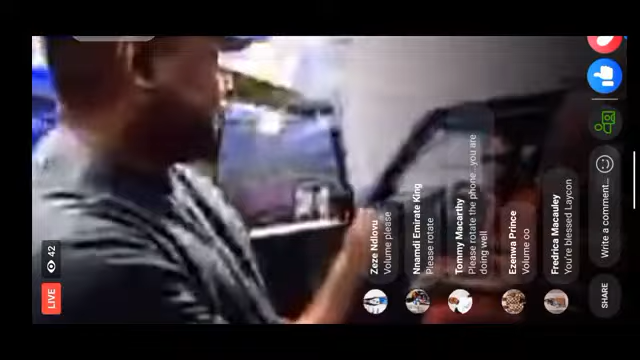 LIVE
42
Zeze Ndlovu
Volume please
Nnamdi Emirate King
Please rotate
Tommy Macarthy
Please rotate the phone...you are
doing well
Ezenwa Prince
Volume oo
Fredrica Macauley
You're blessed Laycon
SHARE
Write a comment...